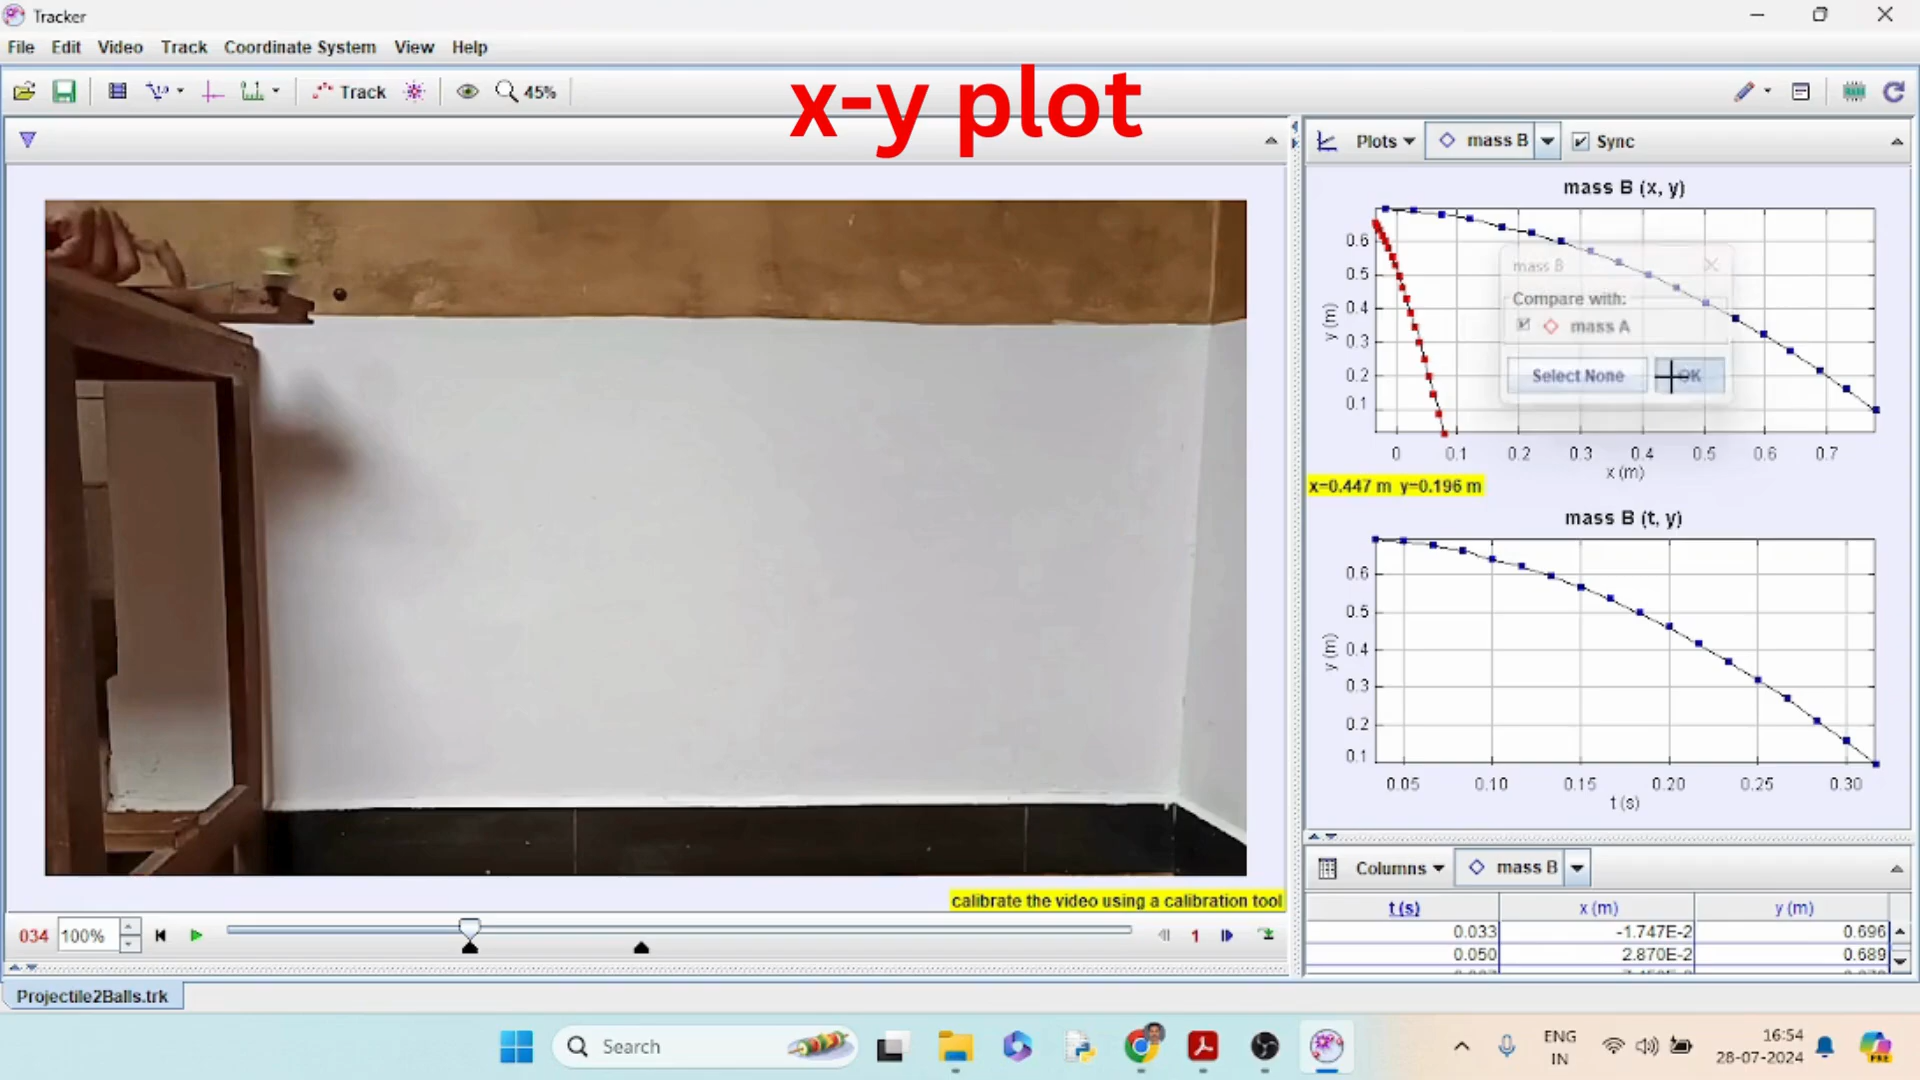 Tracker
File Edit Video Track Coordinate System View Help
Track 45%
x-y plot
Plots mass B Sync
mass B (x, y)
0.6
0.5
0.4
0.3
0.2
0.1
y (m)
mass B
Compare with:
mass A
Select None OK
0 0.1 0.2 0.3 0.4 0.5 0.6 0.7
x (m)
x=0.447 m y=0.196 m
mass B (t, y)
0.6
0.5
0.4
0.3
0.2
0.1
y (m)
0.05 0.10 0.15 0.20 0.25 0.30
t (s)
calibrate the video using a calibration tool
034 100% 1
Columns mass B
t (s) x (m) y (m)
0.033 -1.747E-2 0.696
0.050 2.870E-2 0.689
Projectile2Balls.trk
Search
ENG
IN
16:54
28-07-2024
PRE